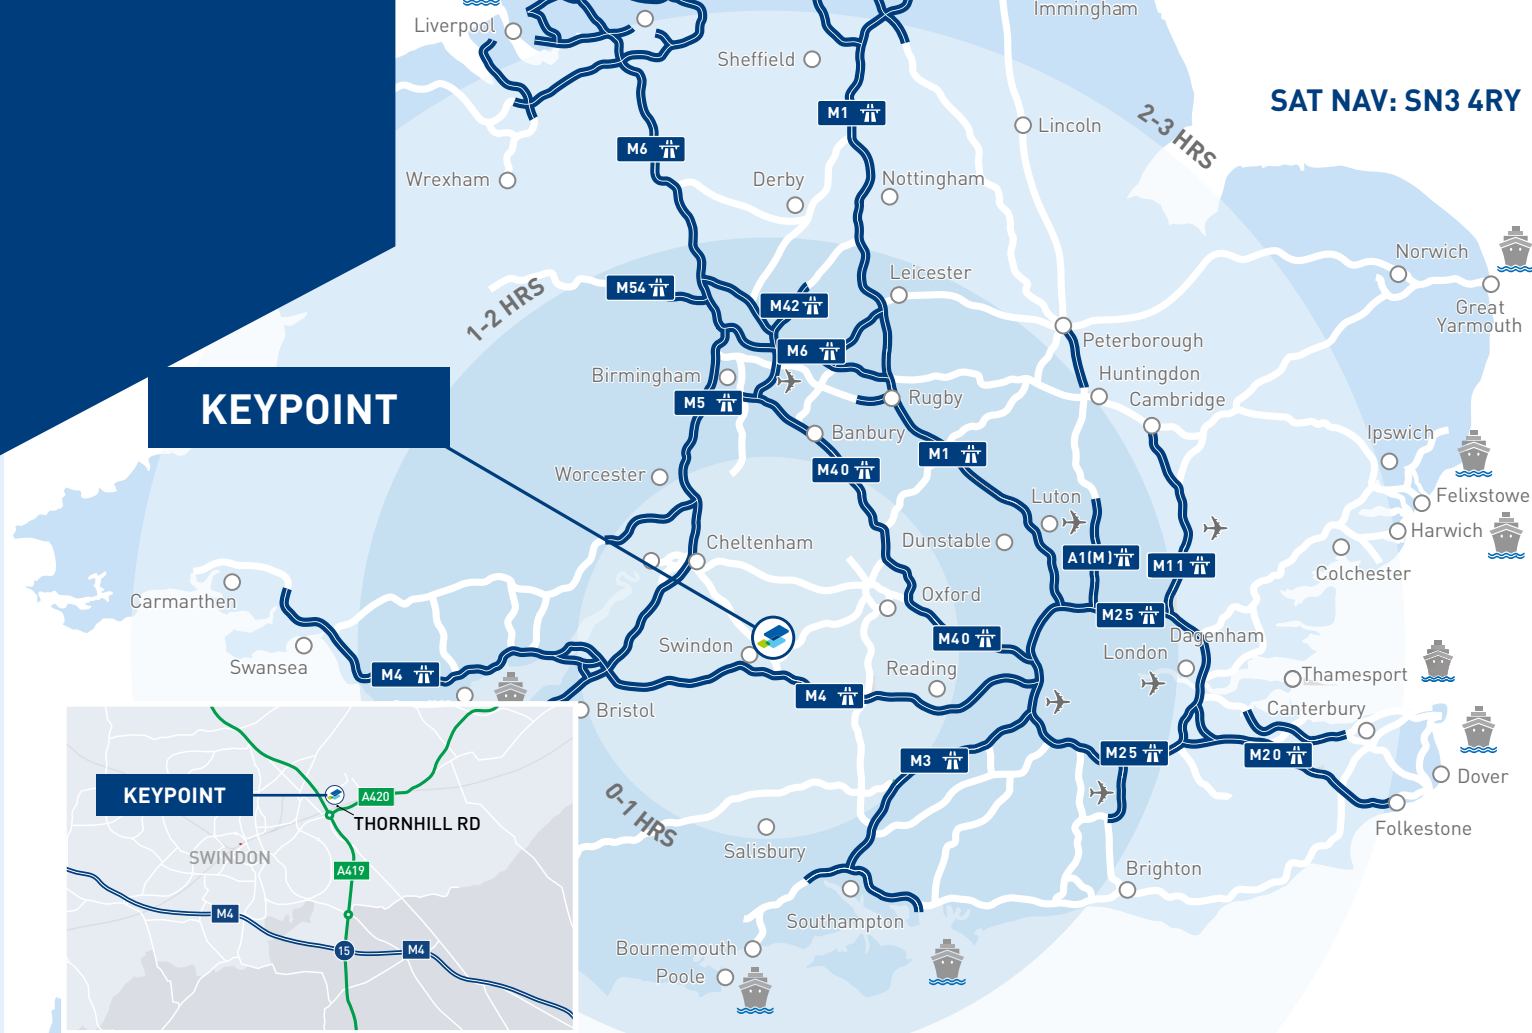 Immingham
Liverpool
Sheffield
SAT NAV: SN3 4RY
M1
2-3 HRS
Lincoln
M6
Wrexham
Derby
Nottingham
Norwich
Leicester
M54
1-2 HRS
M42
Great
Yarmouth
Peterborough
M6
Birmingham
Huntingdon
KEYPOINT
M5
Rugby
Cambridge
Banbury
Ipswich
M1
M40
Worcester
Luton
Felixstowe
Harwich
Cheltenham
Dunstable
A1(M)
M11
Colchester
Carmarthen
Oxford
M25
Dagenham
M40
Swindon
London
Swansea
Reading
M4
Thamesport
M4
Bristol
Canterbury
M3
M25
M20
Dover
0-1 HRS
Folkestone
Salisbury
Brighton
Southampton
Bournemouth
Poole
KEYPOINT
A420
THORNHILL RD
SWINDON
A419
M4
15
M4